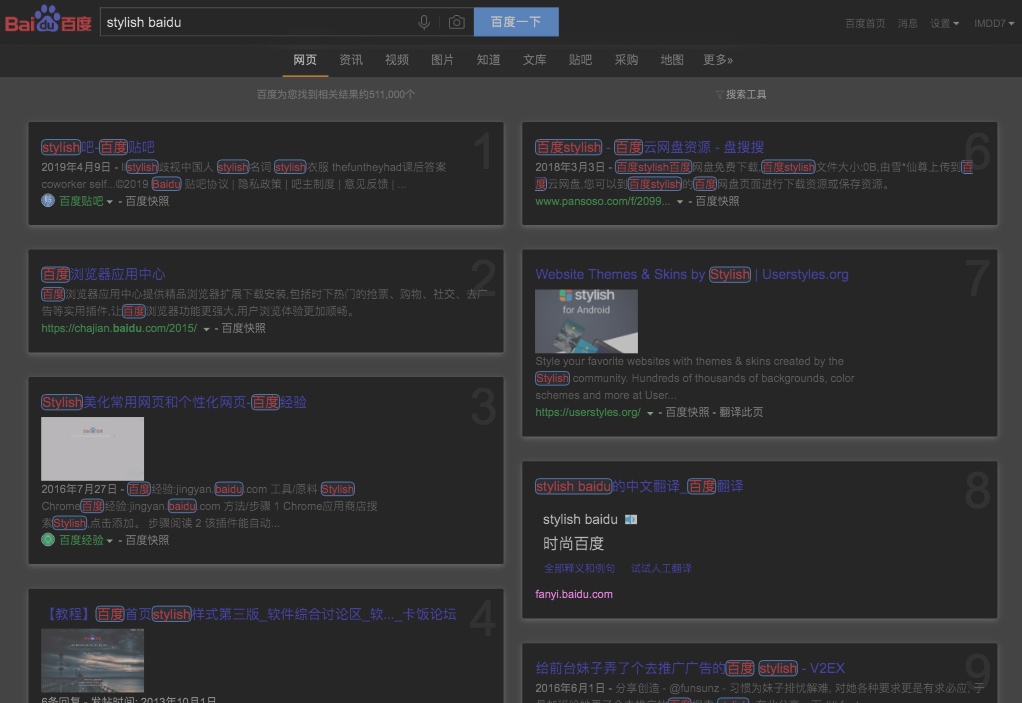 Baidu百度
stylish baidu
百度一下
百度首页 消息 设置 IMDD7
网页 资讯 视频 图片 知道 文库 贴吧 采购 地图 更多»
百度为您找到相关结果约511,000个
搜索工具
stylish吧-百度贴吧
1
2019年4月9日 - llstylish歧视中国人 stylish名词 stylish衣服 thefuntheyhad课后答案
coworker self...©2019 Baidu 贴吧协议 | 隐私政策 | 吧主制度 | 意见反馈 | ...
贴 百度贴吧 - 百度快照
百度浏览器应用中心
2
百度浏览器应用中心提供精品浏览器扩展下载安装,包括时下热门的抢票、购物、社交、去广
告等实用插件,让百度浏览器功能更强大,用户浏览体验更加顺畅。
https://chajian.baidu.com/2015/ - 百度快照
Stylish美化常用网页和个性化网页-百度经验
3
2016年7月27日 - 百度经验:jingyan.baidu.com 工具/原料 Stylish
Chrome百度经验:jingyan.baidu.com 方法/步骤 1 Chrome应用商店搜
索Stylish,点击添加。 步骤阅读 2 该插件能自动...
百度经验 - 百度快照
【教程】百度首页stylish样式第三版_软件综合讨论区_软..._卡饭论坛
4
6条回复 - 发帖时间: 2013年10月1日
百度stylish - 百度云网盘资源 - 盘搜搜
6
2018年3月3日 - 百度stylish百度网盘免费下载,百度stylish文件大小:0B,由雪*仙尊上传到百
度云网盘,您可以到百度stylish的百度网盘页面进行下载资源或保存资源。
www.pansoso.com/f/2099... - 百度快照
Website Themes & Skins by Stylish | Userstyles.org
7
stylish
for Android
Style your favorite websites with themes & skins created by the
Stylish community. Hundreds of thousands of backgrounds, color
schemes and more at User...
https://userstyles.org/ - 百度快照 - 翻译此页
stylish baidu的中文翻译_百度翻译
8
stylish baidu
时尚百度
全部释义和例句 试试人工翻译
fanyi.baidu.com
给前台妹子弄了个去推广广告的百度 stylish - V2EX
9
2016年6月1日 - 分享创造 - @funsunz - 习惯为妹子排忧解难, 对她各种要求更是有求必应, 于